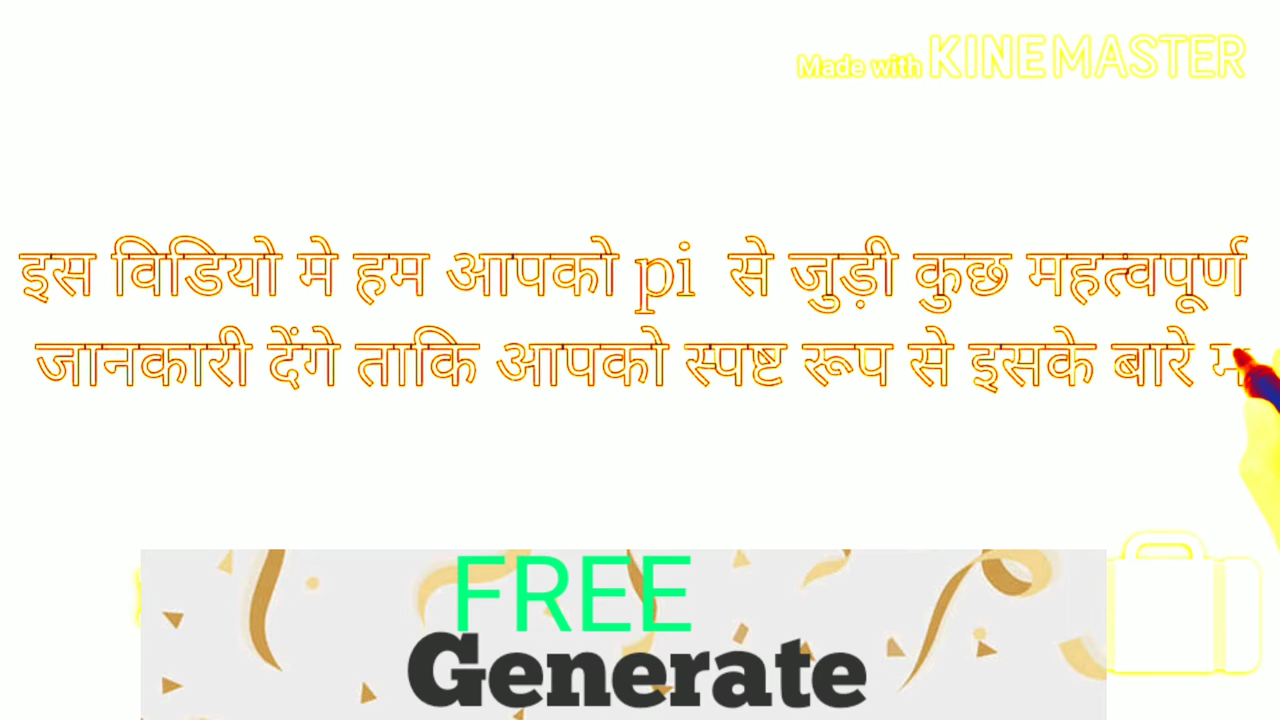 Made with KINEMASTER
इस विडियो मे हम आपको pi से जुड़ी कुछ महत्वपूर्ण
जानकारी देंगे ताकि आपको स्पष्ट रूप से इसके बारे म
FREE
Generate